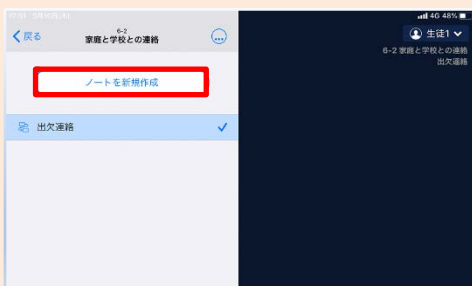 4G 48%
戻る
6-2
家庭と学校との連絡
生徒1
6-2 家庭と学校との連絡
出欠連絡
ノートを新規作成
出欠連絡